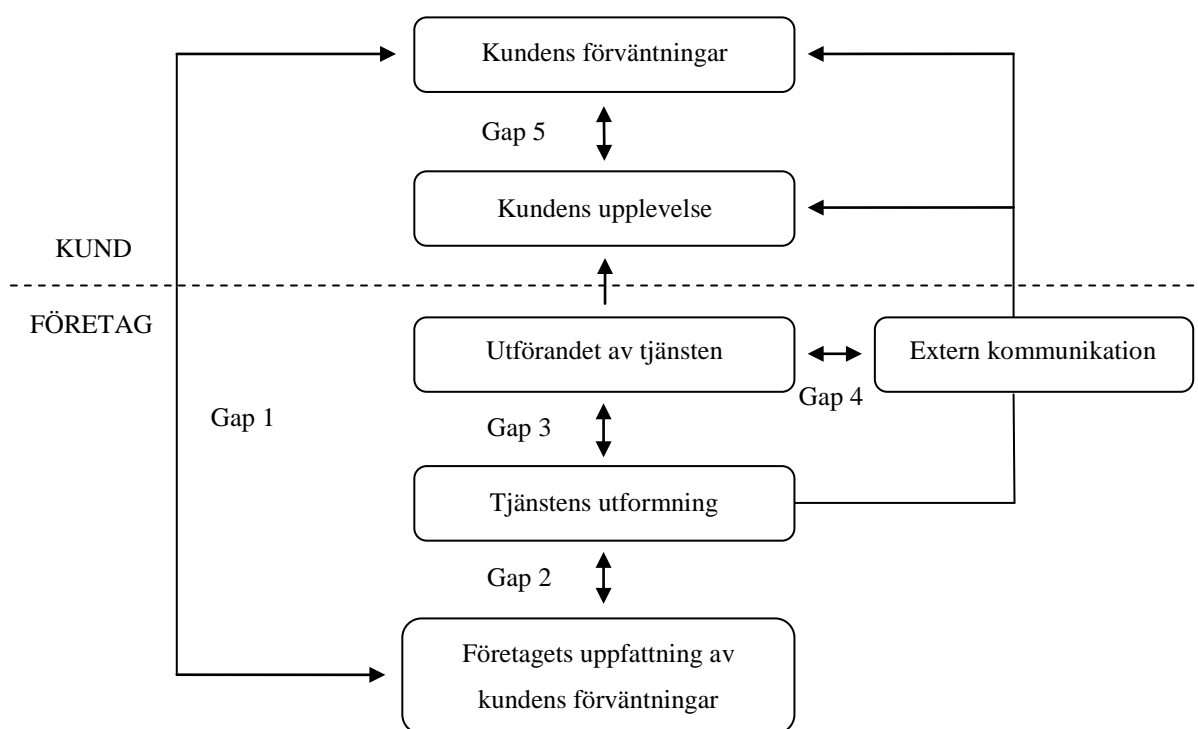 Kundens förväntningar
Gap 5
Kundens upplevelse
KUND
FÖRETAG
Utförandet av tjänsten
Extern kommunikation
Gap 4
Gap 1
Gap 3
Tjänstens utformning
Gap 2
Företagets uppfattning av
kundens förväntningar